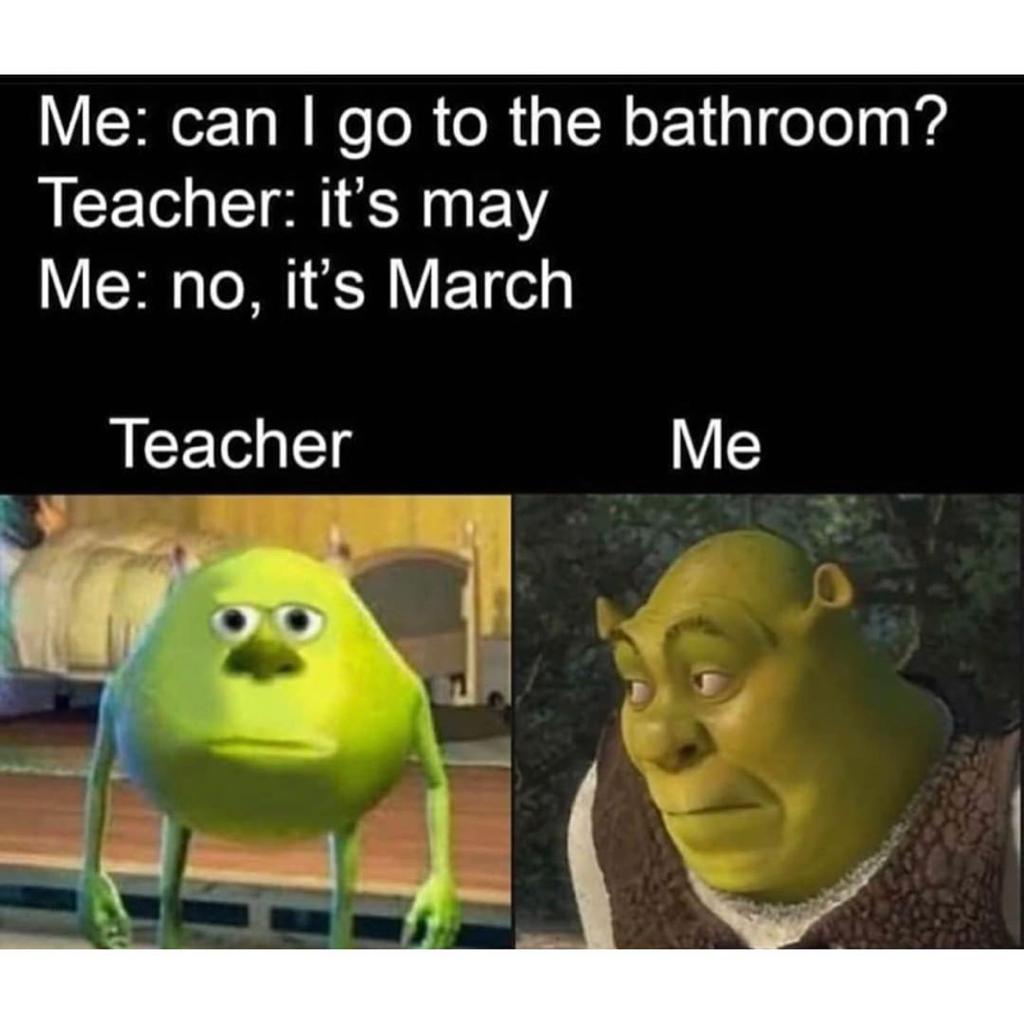 Me: can I go to the bathroom?
Teacher: it’s may
Me: no, it’s March
Teacher Me